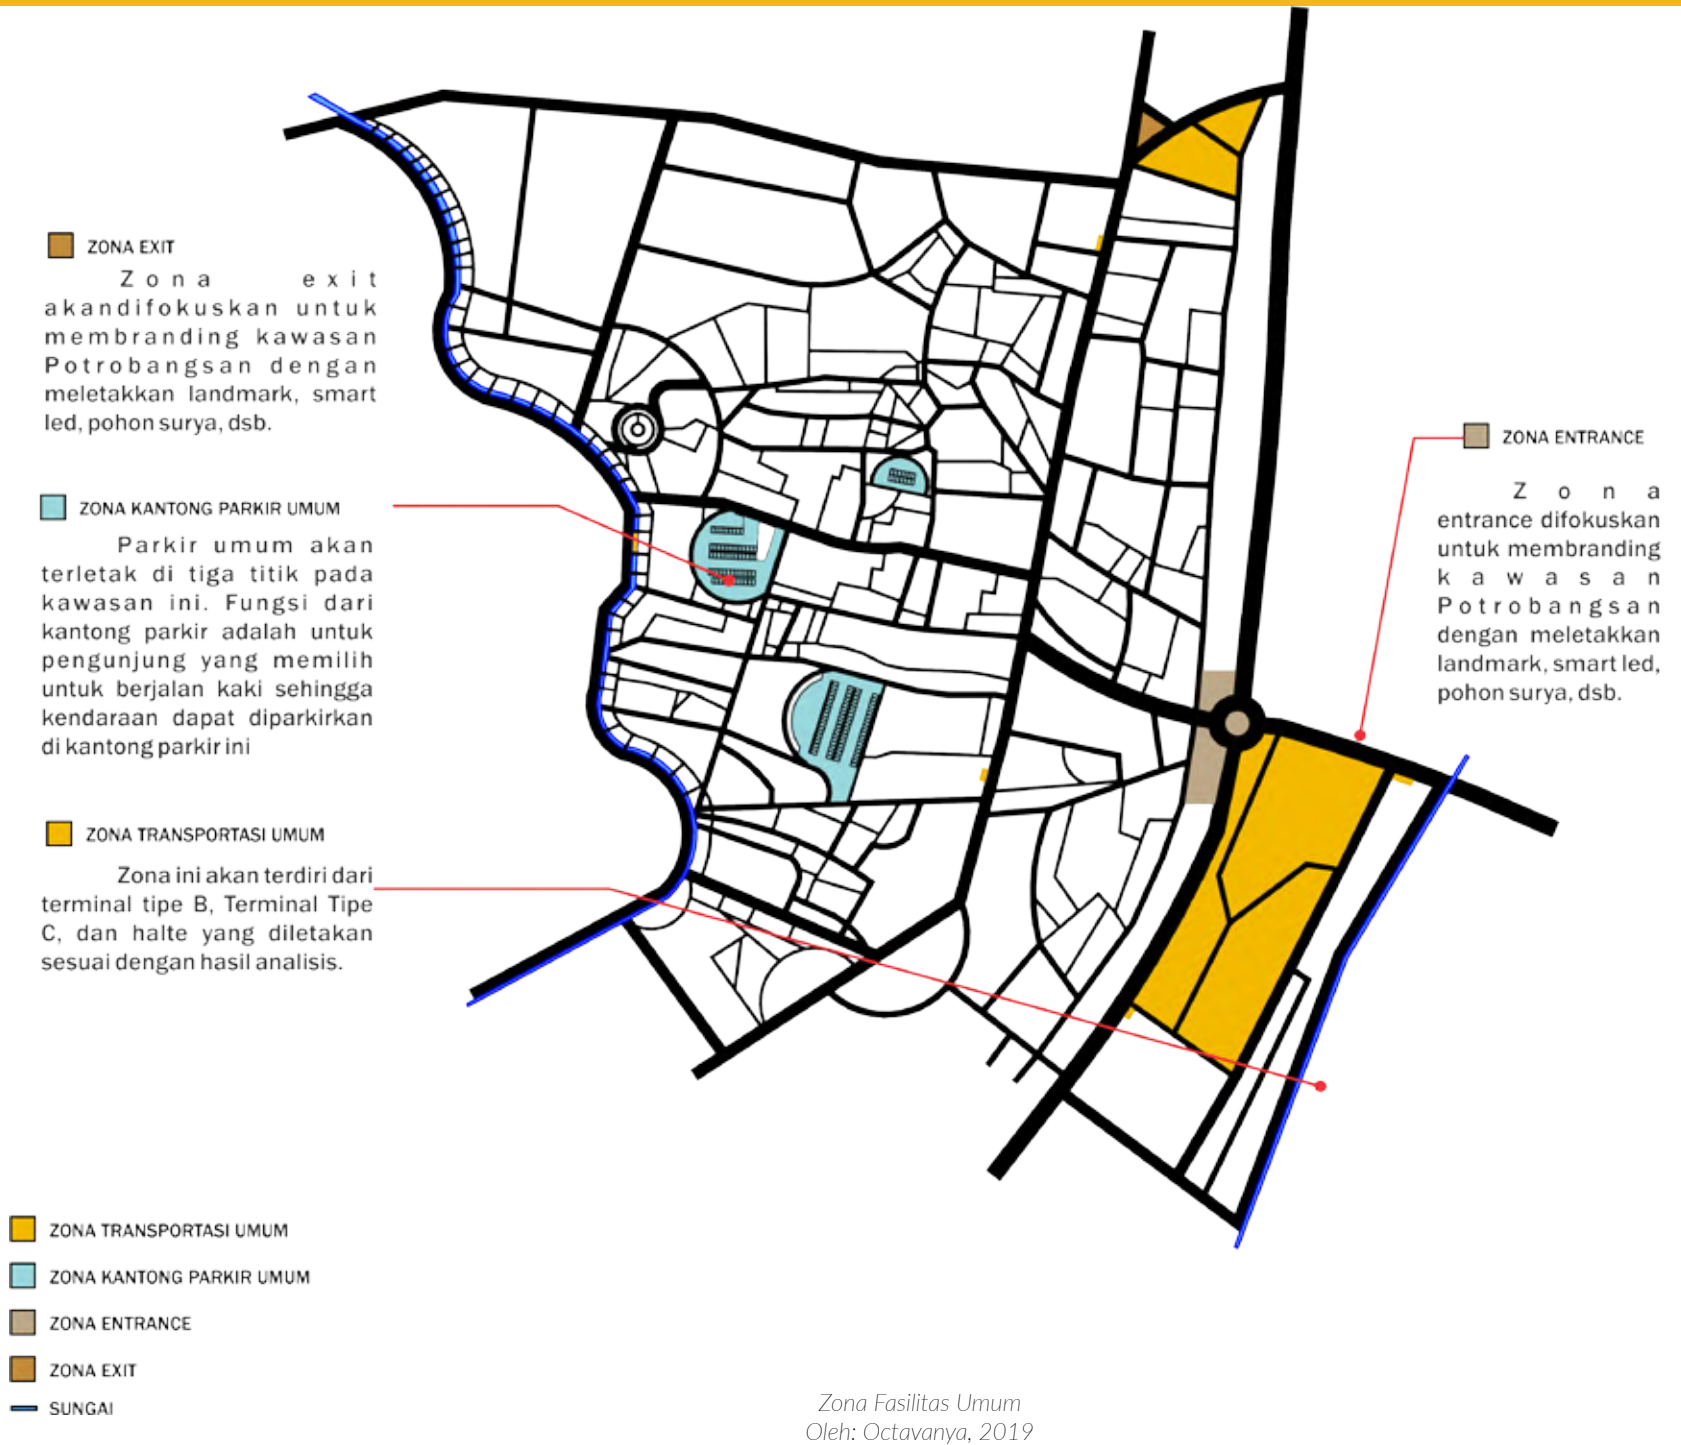 ZONA EXIT
Zona exit
akandifokuskan untuk
membranding kawasan
Potrobangsan dengan
meletakkan landmark, smart
led, pohon surya, dsb.
ZONA KANTONG PARKIR UMUM
Parkir umum akan
terletak di tiga titik pada
kawasan ini. Fungsi dari
kantong parkir adalah untuk
pengunjung yang memilih
untuk berjalan kaki sehingga
kendaraan dapat diparkirkan
di kantong parkir ini
ZONA TRANSPORTASI UMUM
Zona ini akan terdiri dari
terminal tipe B, Terminal Tipe
C, dan halte yang diletakan
sesuai dengan hasil analisis.
ZONA ENTRANCE
Zona
entrance difokuskan
untuk membranding
kawasan
Potrobangsan
dengan meletakkan
landmark, smart led,
pohon surya, dsb.
ZONA TRANSPORTASI UMUM
ZONA KANTONG PARKIR UMUM
ZONA ENTRANCE
ZONA EXIT
SUNGAI
Zona Fasilitas Umum
Oleh: Octavanya, 2019